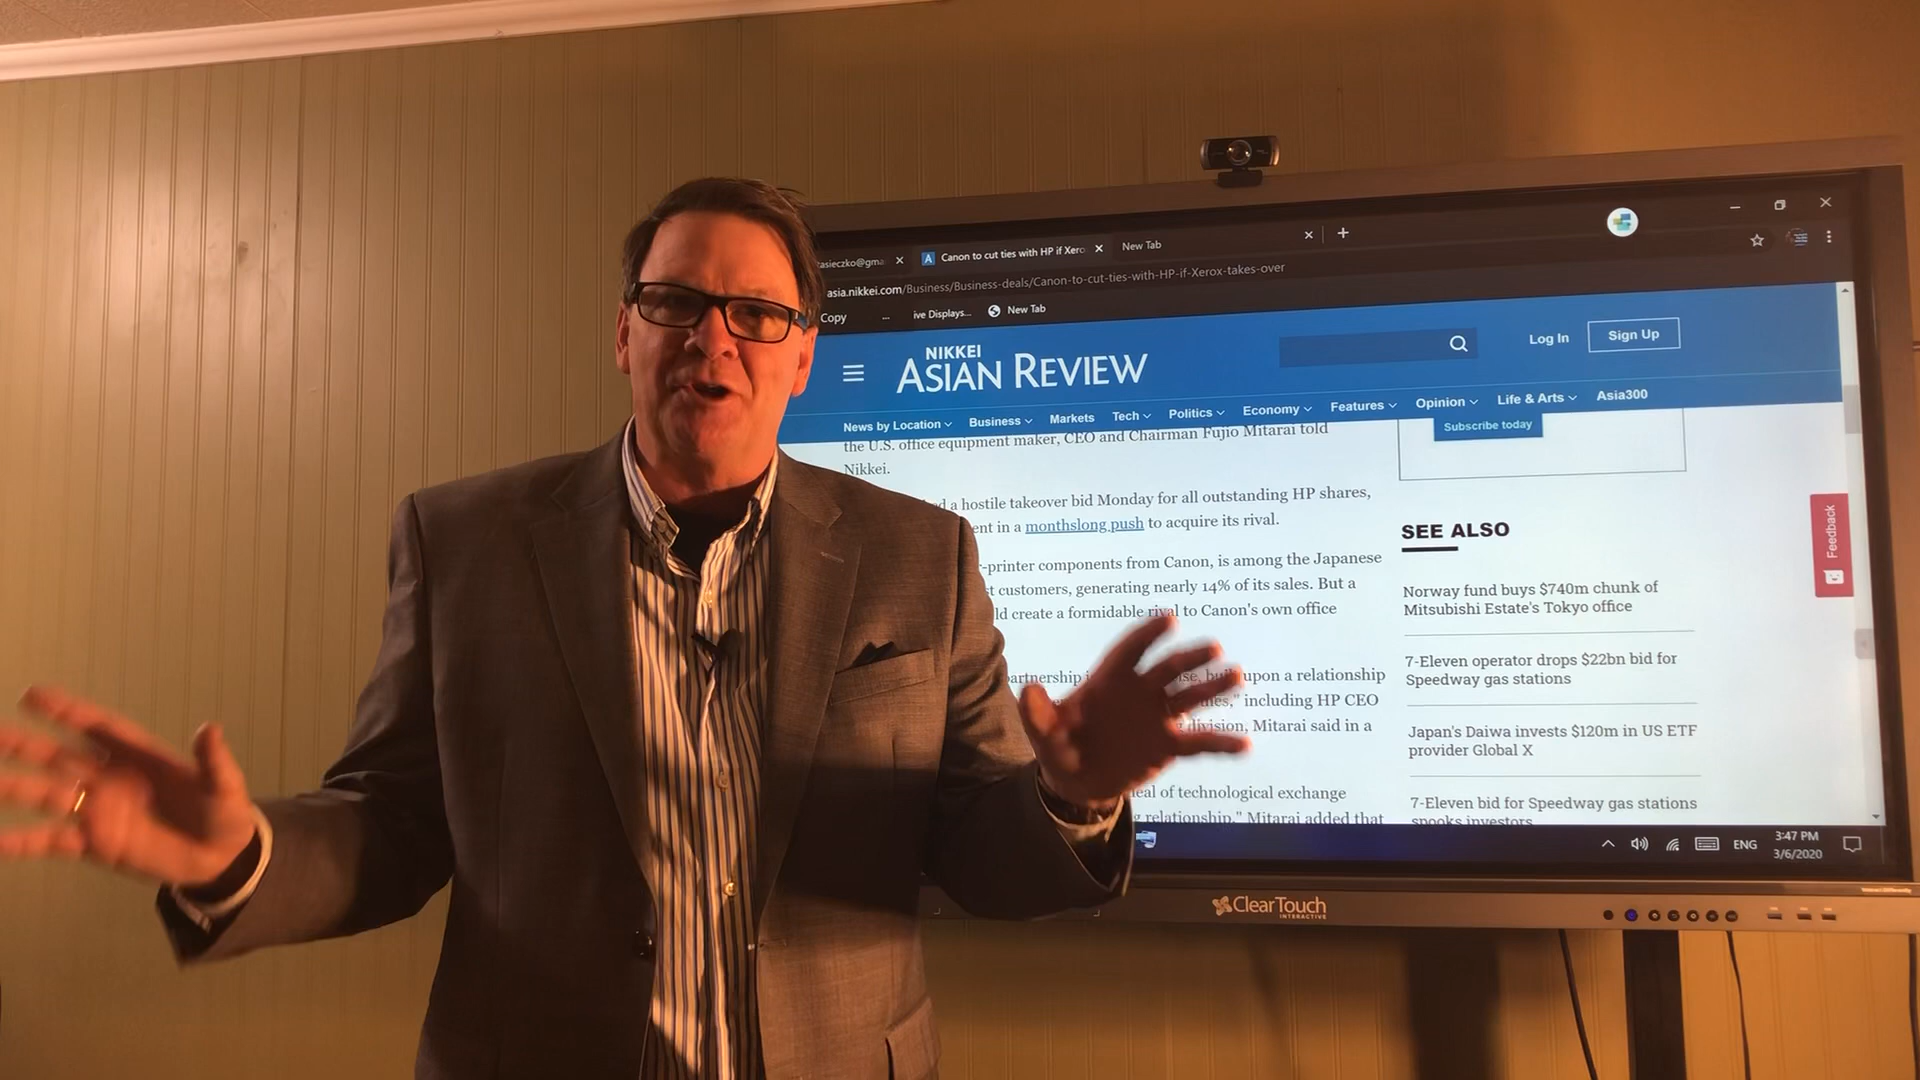 tasieczko@gma
Canon to cut ties with HP if Xero
New Tab
asia.nikkei.com/Business/Business-deals/Canon-to-cut-ties-with-HP-if-Xerox-takes-over
Copy
...
ive Displays...
New Tab
NIKKEI
ASIAN REVIEW
Log In
Sign Up
News by Location
Business
Markets
Tech
Politics
Economy
Features
Opinion
Life & Arts
Asia300
the U.S. office equipment maker, CEO and Chairman Fujio Mitarai told
Nikkei.
a hostile takeover bid Monday for all outstanding HP shares,
in a monthslong push to acquire its rival.
-printer components from Canon, is among the Japanese
customers, generating nearly 14% of its sales. But a
create a formidable rival to Canon's own office
upon a relationship
including HP CEO
division, Mitarai said in a
of technological exchange
relationship." Mitarai added that
Subscribe today
SEE ALSO
Norway fund buys $740m chunk of
Mitsubishi Estate's Tokyo office
7-Eleven operator drops $22bn bid for
Speedway gas stations
Japan's Daiwa invests $120m in US ETF
provider Global X
7-Eleven bid for Speedway gas stations
spooks investors
Feedback
ENG
3:47 PM
3/6/2020
ClearTouch
INTERACTIVE